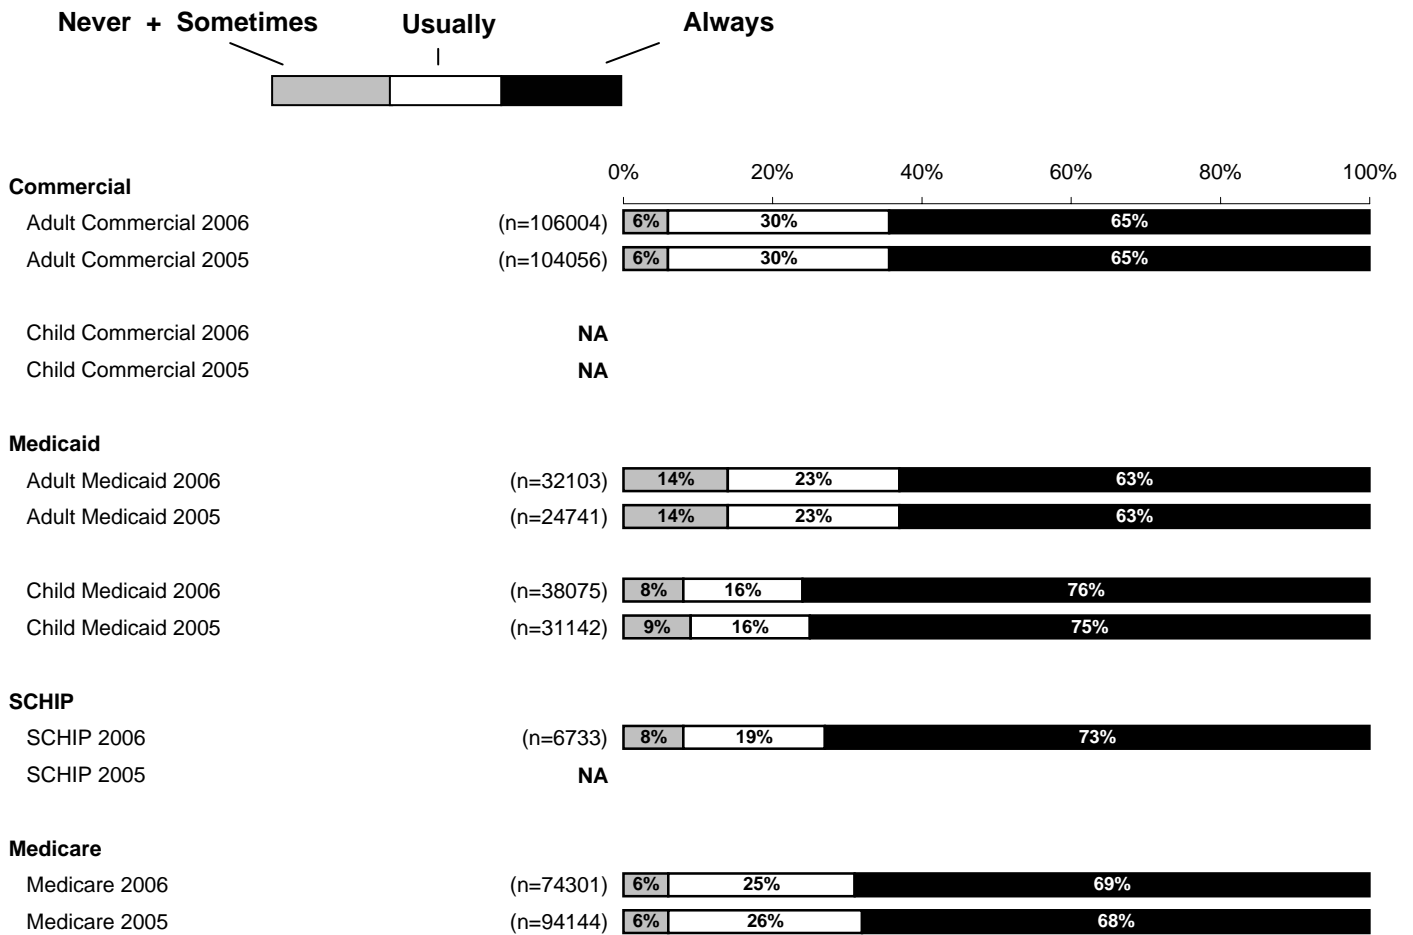 Never + Sometimes Usually Always
0% 20% 40% 60% 80% 100%
Commercial
Adult Commercial 2006 (n=106004) 6% 30% 65%
Adult Commercial 2005 (n=104056) 6% 30% 65%
Child Commercial 2006 NA
Child Commercial 2005 NA
Medicaid
Adult Medicaid 2006 (n=32103) 14% 23% 63%
Adult Medicaid 2005 (n=24741) 14% 23% 63%
Child Medicaid 2006 (n=38075) 8% 16% 76%
Child Medicaid 2005 (n=31142) 9% 16% 75%
SCHIP
SCHIP 2006 (n=6733) 8% 19% 73%
SCHIP 2005 NA
Medicare
Medicare 2006 (n=74301) 6% 25% 69%
Medicare 2005 (n=94144) 6% 26% 68%